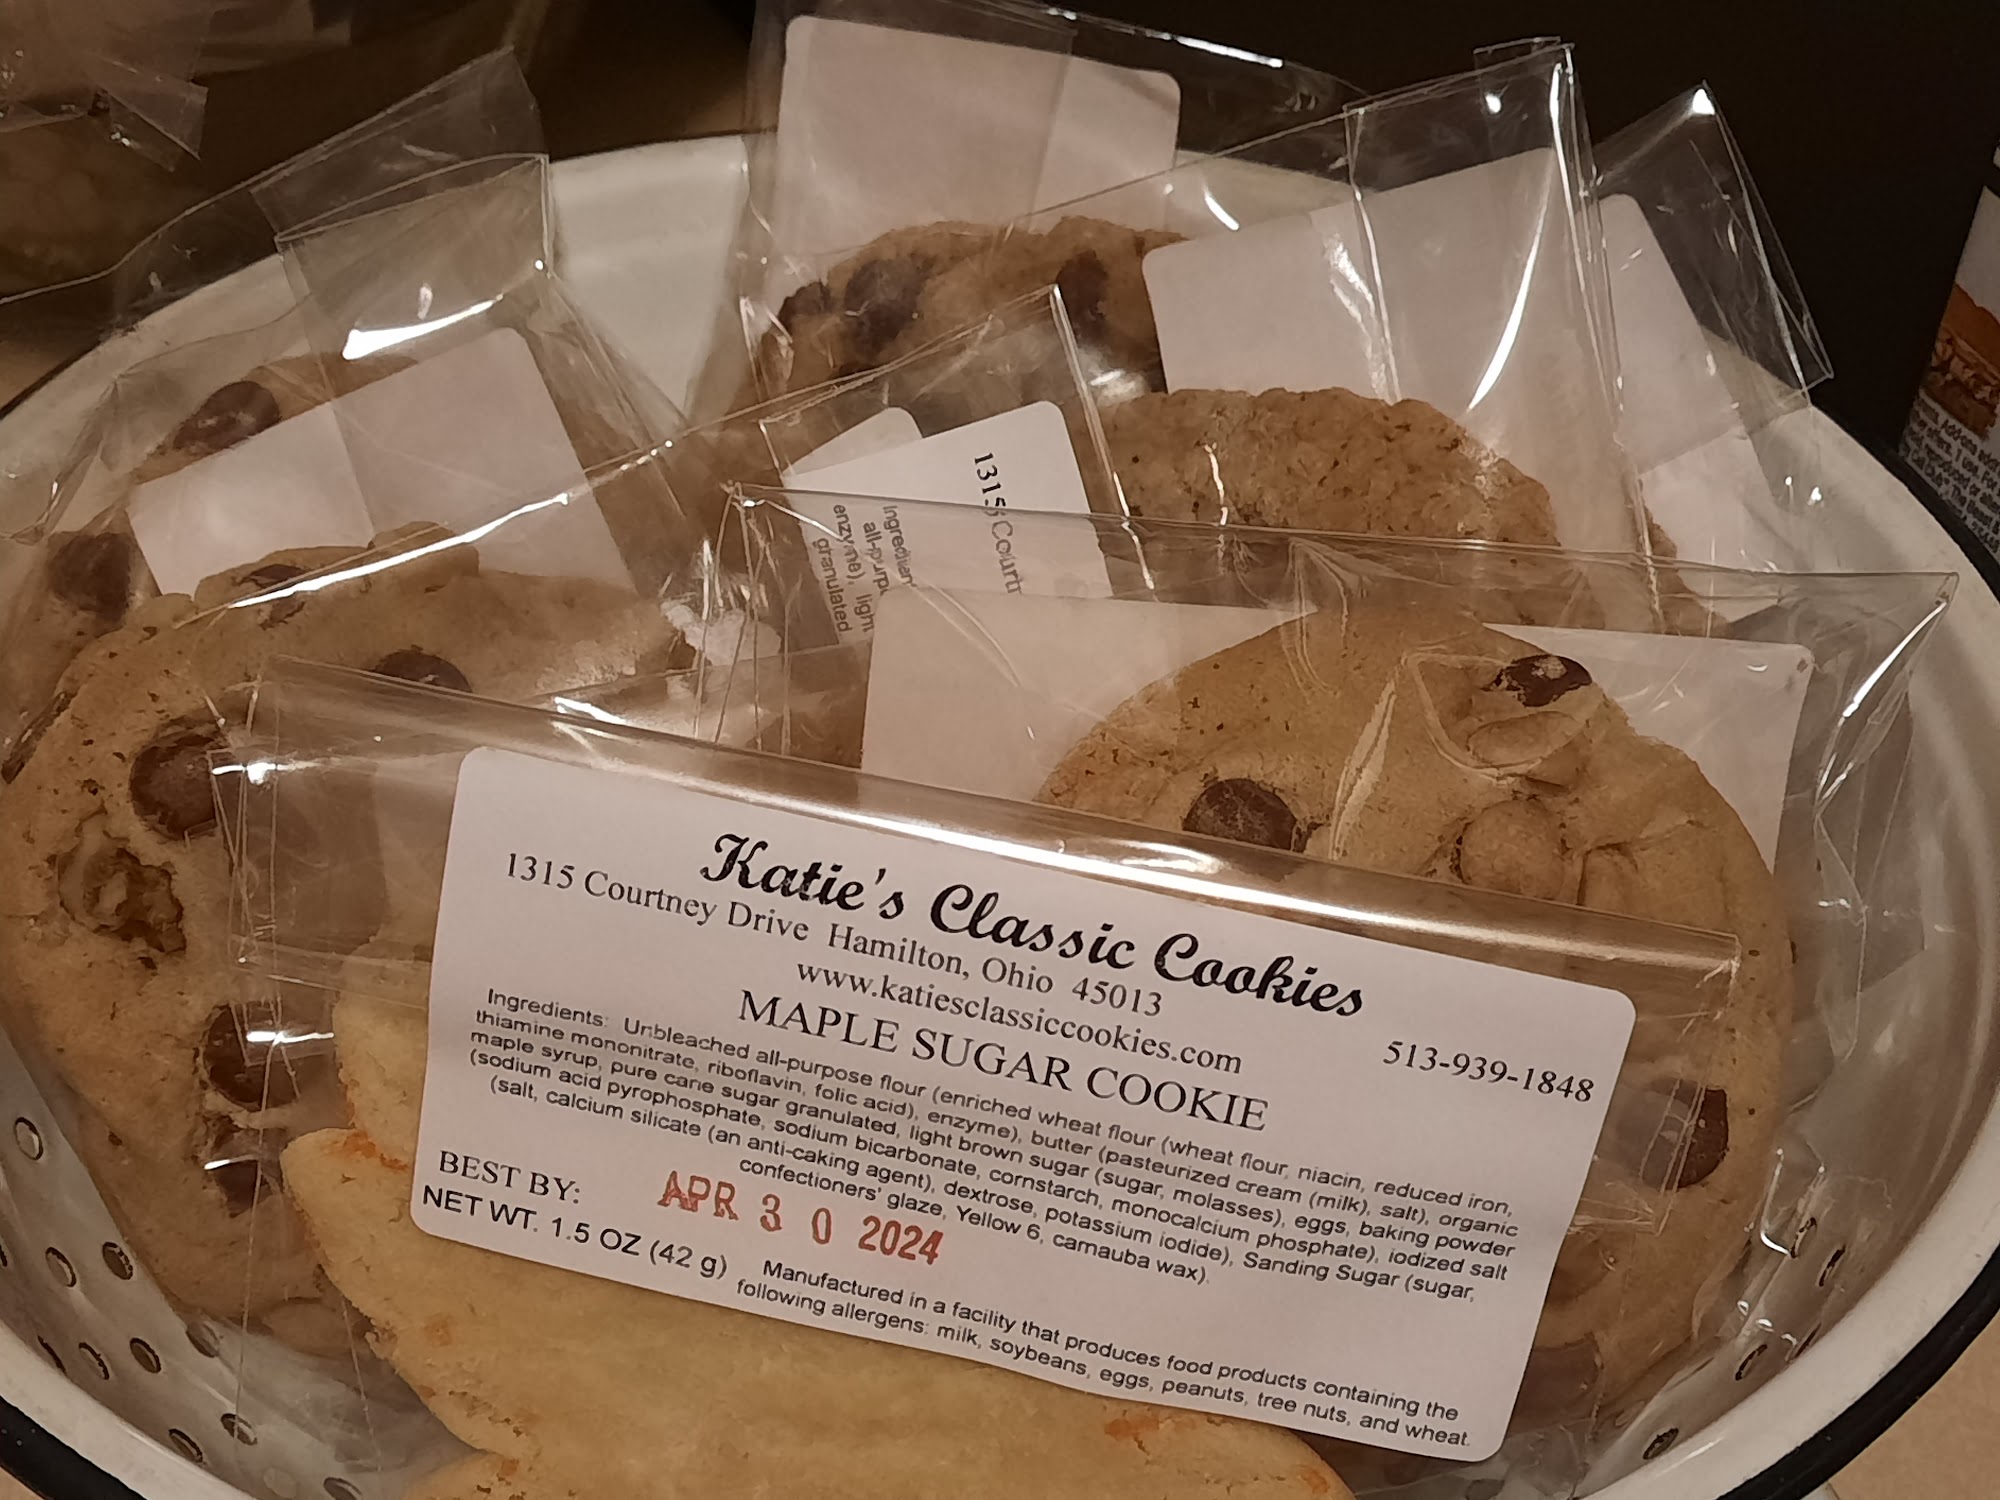 1315 Court
Ingredien
all-purpo
enzyme), light
granulated
Katie's Classic Cookies
1315 Courtney Drive Hamilton, Ohio 45013
www.katiesclassiccookies.com
513-939-1848
MAPLE SUGAR COOKIE
Ingredients: Unbleached all-purpose flour (enriched wheat flour (wheat flour, niacin, reduced iron,
thiamine mononitrate, riboflavin, folic acid), enzyme), butter (pasteurized cream (milk), salt), organic
maple syrup, pure cane sugar granulated, light brown sugar (sugar, molasses), eggs, baking powder
(sodium acid pyrophosphate, sodium bicarbonate, cornstarch, monocalcium phosphate), iodized salt
(salt, calcium silicate (an anti-caking agent), dextrose, potassium iodide), Sanding Sugar (sugar,
confectioners' glaze, Yellow 6, carnauba wax).
BEST BY: APR 30 2024
NET WT. 1.5 OZ (42 g)
Manufactured in a facility that produces food products containing the
following allergens: milk, soybeans, eggs, peanuts, tree nuts, and wheat.